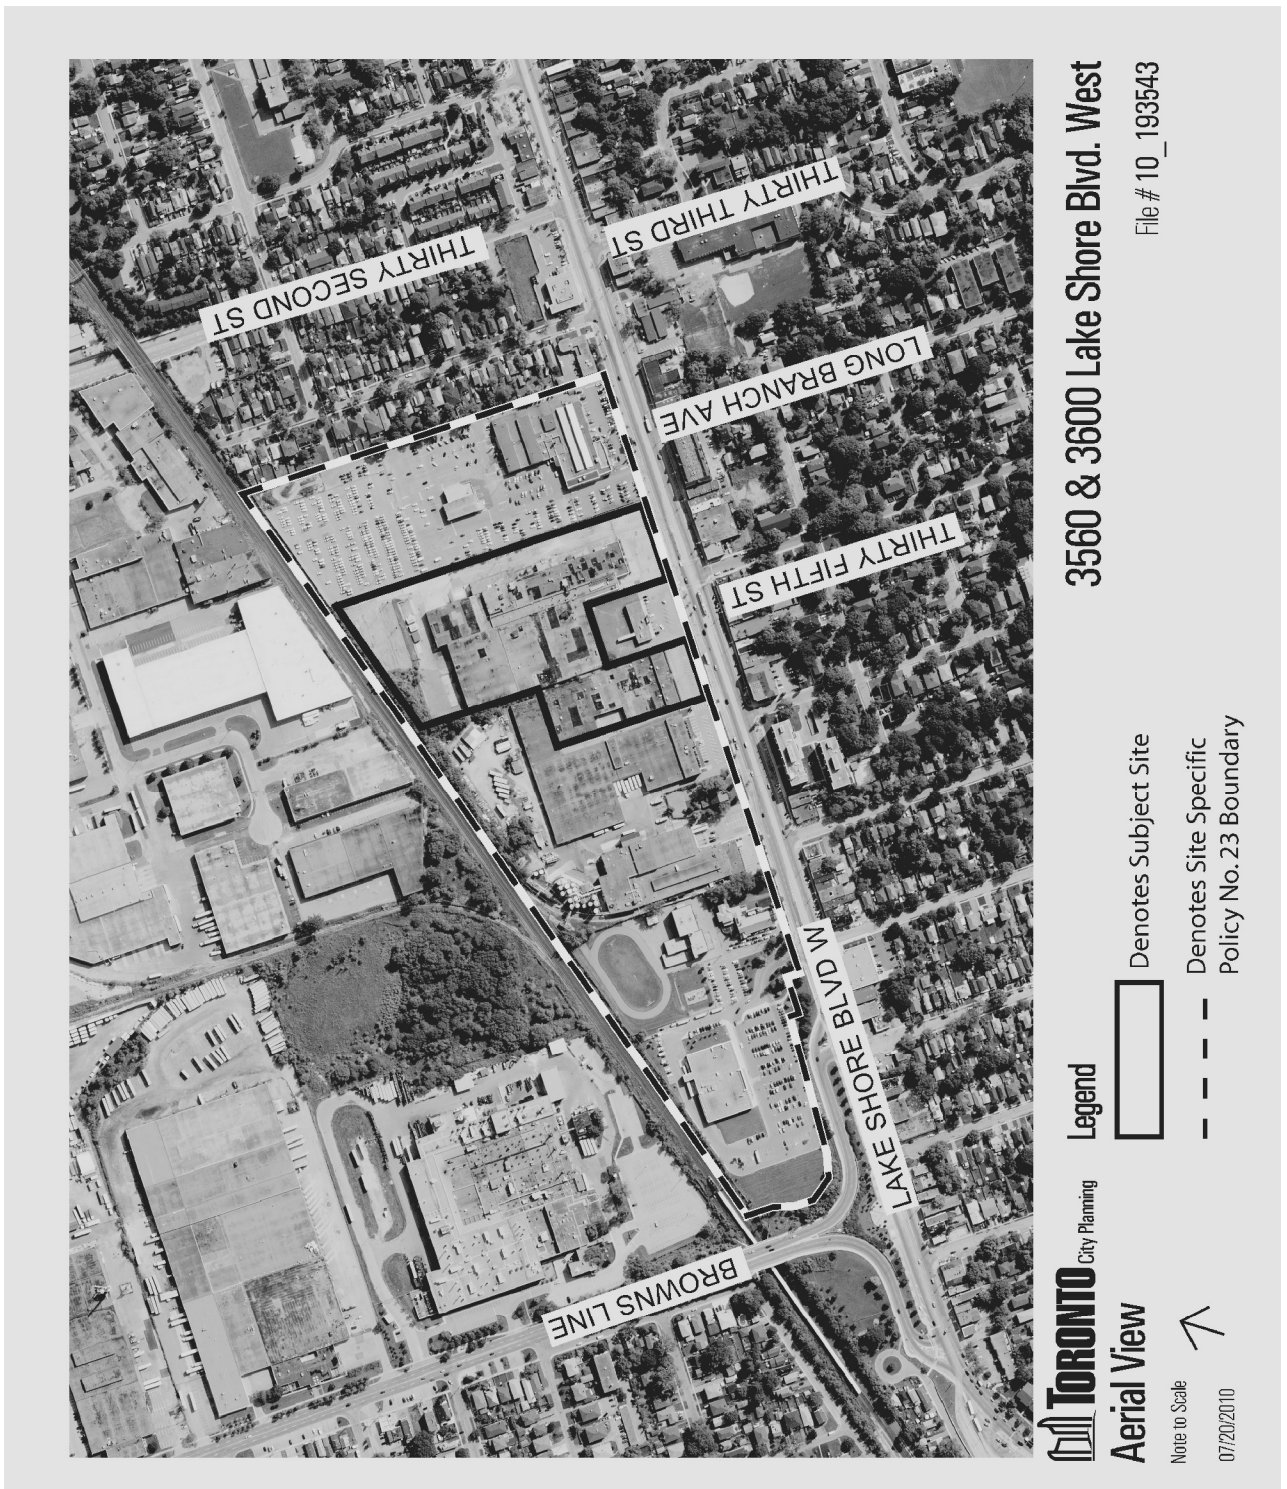 THIRTY SECOND ST
THIRTY THIRD ST
LONG BRANCH AVE
THIRTY FIFTH ST
LAKE SHORE BLVD W
BROWNS LINE
TORONTO City Planning
Aerial View
Note to Scale
07/20/2010
Legend
Denotes Subject Site
Denotes Site Specific
Policy No. 23 Boundary
3560 & 3600 Lake Shore Blvd. West
File # 10_193543